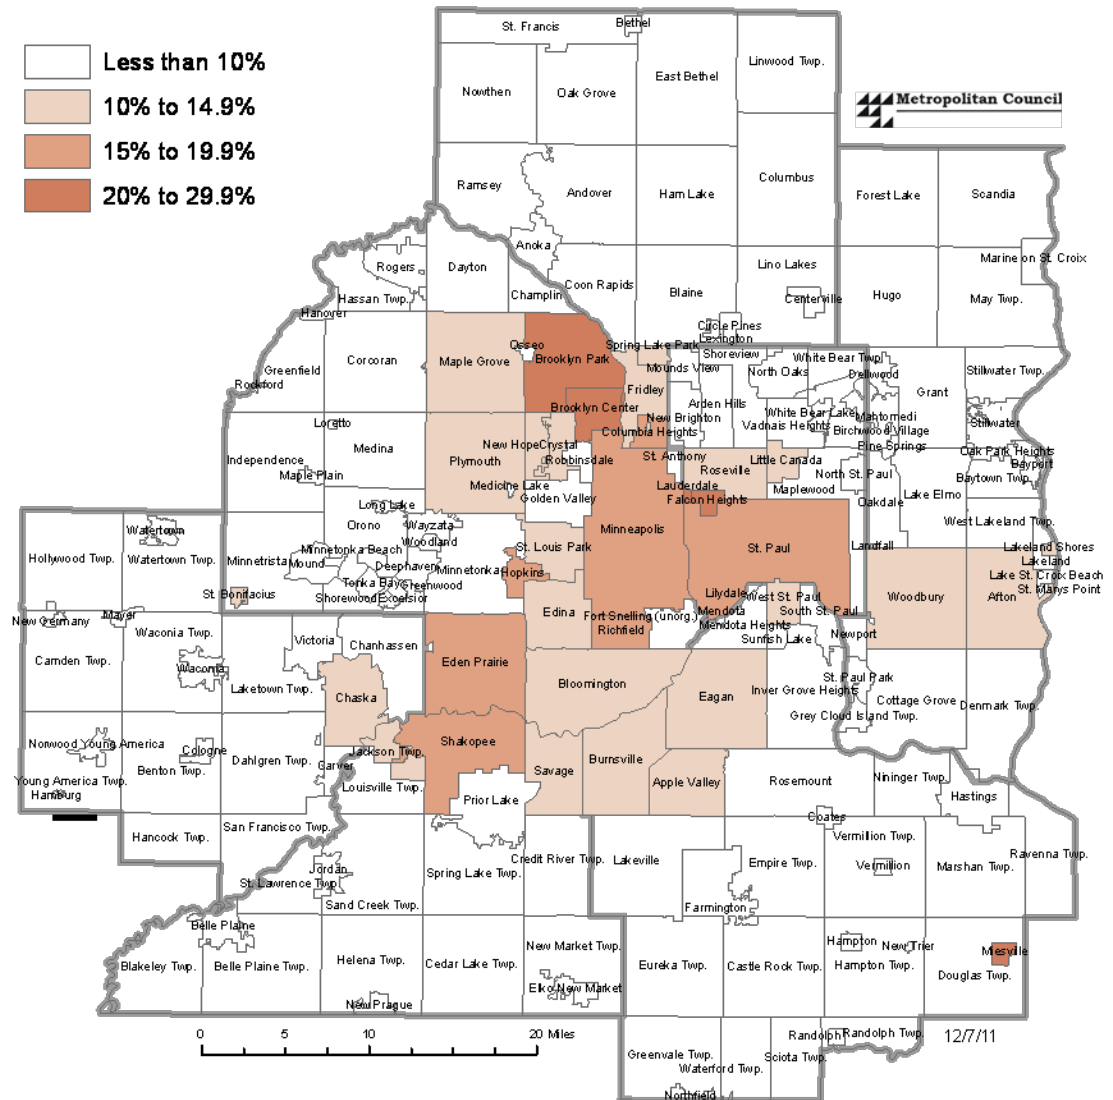 Less than 10%
10% to 14.9%
15% to 19.9%
20% to 29.9%
Metropolitan Council
St. Francis
Bethel
East Bethel
Linwood Twp.
Nowthen
Oak Grove
Ramsey
Andover
Ham Lake
Columbus
Forest Lake
Scandia
Anoka
Rogers
Dayton
Hassan Twp.
Champlin
Coon Rapids
Blaine
Lino Lakes
Centerville
Hugo
Marine on St. Croix
May Twp.
Hanover
Circle Pines
Lexington
Corcoran
Greenfield
Rockford
Maple Grove
Osseo
Brooklyn Park
Spring Lake Park
Mounds View
Shoreview
North Oaks
White Bear Twp.
Dellwood
Grant
Stillwater Twp.
Fridley
Arden Hills
Brooklyn Center
New Brighton
Columbia Heights
White Bear Lake
Vadnais Heights
Mahtomedi
Birchwood Village
Pine Springs
Stillwater
Loretto
Medina
Independence
Maple Plain
New Hope
Crystal
Robbinsdale
Plymouth
Medicine Lake
Golden Valley
St. Anthony
Roseville
Little Canada
Lauderdale
Falcon Heights
Maplewood
North St. Paul
Oakdale
Lake Elmo
Oak Park Heights
Bayport
Baytown Twp.
West Lakeland Twp.
Long Lake
Orono
Wayzata
Woodland
Minneapolis
St. Paul
Landfall
Lakeland Shores
Lakeland
Lake St. Croix Beach
St. Marys Point
Afton
Woodbury
Hollywood Twp.
Watertown
Watertown Twp.
Minnetrista
Mound
Minnetonka Beach
Deephaven
Tonka Bay
Greenwood
Shorewood
Excelsior
Minnetonka
Hopkins
St. Louis Park
St. Bonifacius
Edina
Fort Snelling (unorg.)
Richfield
Lilydale
Mendota
Mendota Heights
West St. Paul
South St. Paul
Sunfish Lake
Newport
New Germany
Mayer
Camden Twp.
Waconia Twp.
Waconia
Victoria
Chanhassen
Laketown Twp.
Chaska
Eden Prairie
Bloomington
Eagan
Inver Grove Heights
St. Paul Park
Grey Cloud Island Twp.
Cottage Grove
Denmark Twp.
Norwood Young America
Young America Twp.
Hamburg
Benton Twp.
Cologne
Dahlgren Twp.
Carver
Jackson Twp.
Louisville Twp.
Shakopee
Prior Lake
Savage
Burnsville
Apple Valley
Rosemount
Nininger Twp.
Hastings
Coates
Hancock Twp.
San Francisco Twp.
Jordan
St. Lawrence Twp.
Sand Creek Twp.
Spring Lake Twp.
Credit River Twp.
Lakeville
Empire Twp.
Farmington
Vermillion Twp.
Vermillion
Marshan Twp.
Ravenna Twp.
Belle Plaine
Blakeley Twp.
Belle Plaine Twp.
Helena Twp.
New Prague
Cedar Lake Twp.
New Market Twp.
Elko New Market
Eureka Twp.
Castle Rock Twp.
Hampton
Hampton Twp.
New Trier
Miesville
Douglas Twp.
Randolph
Randolph Twp.
Greenvale Twp.
Waterford Twp.
Sciota Twp.
Northfield
0 5 10 20 Miles
12/7/11